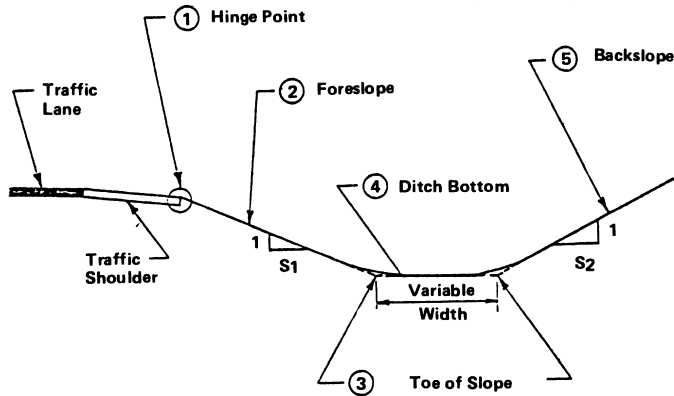 1 Hinge Point
5 Backslope
Traffic
Lane
2 Foreslope
4 Ditch Bottom
1
S1
1
S2
Traffic
Shoulder
Variable
Width
3 Toe of Slope